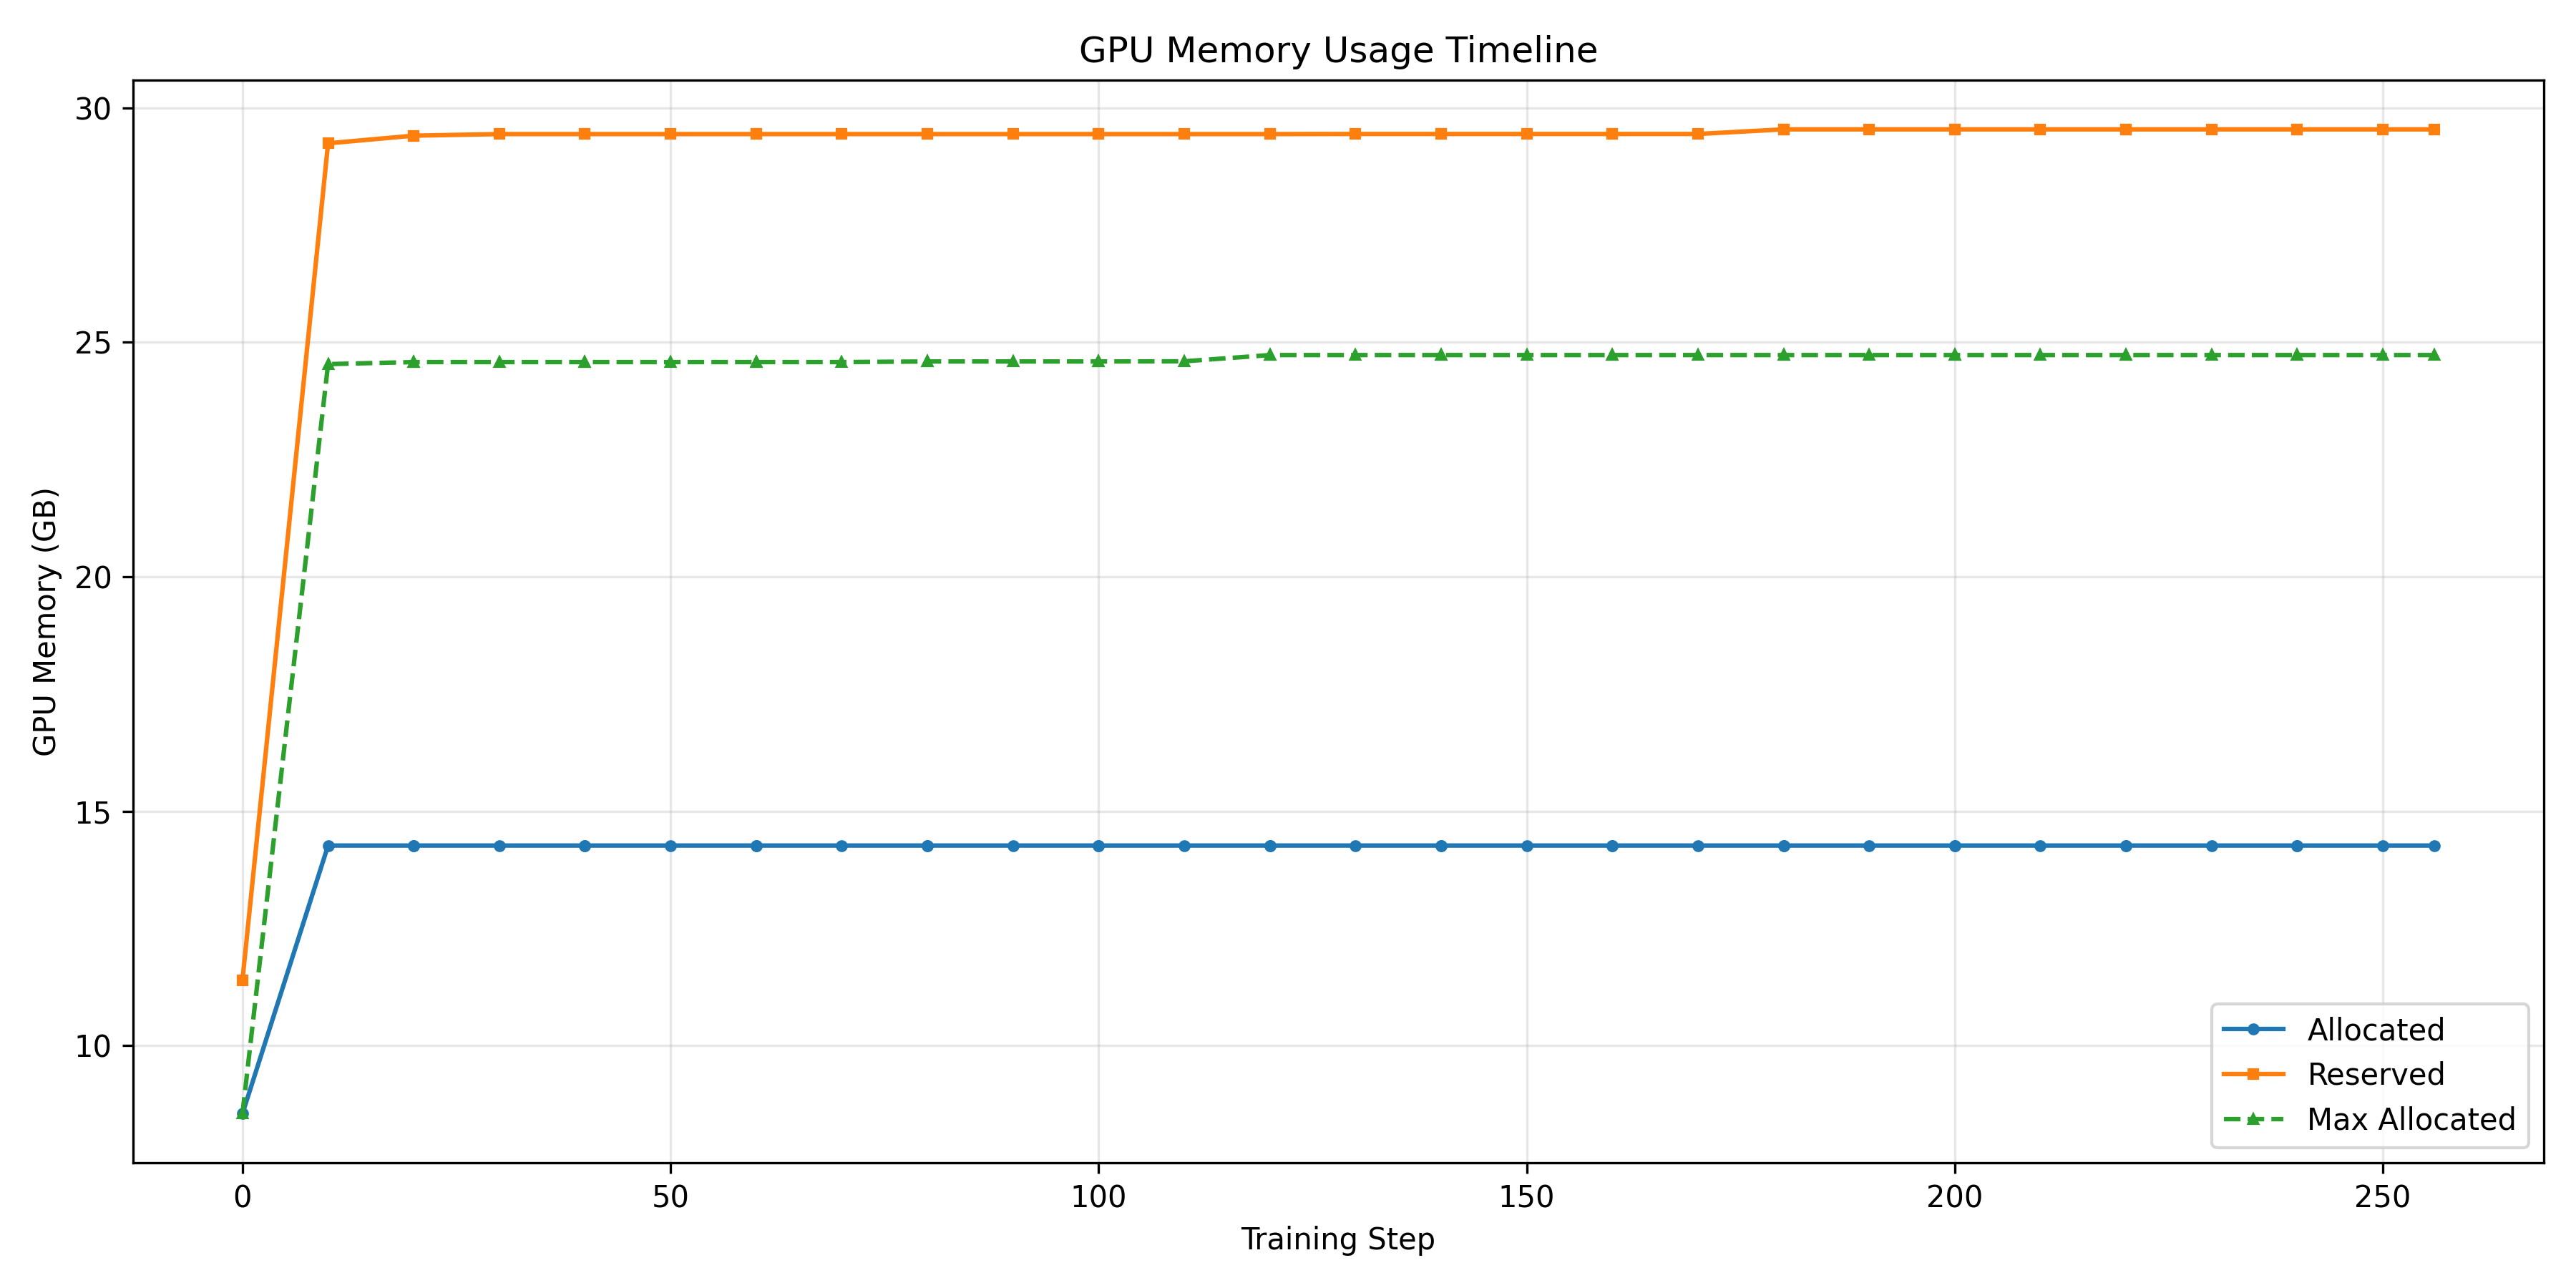 GPU Memory Usage Timeline
30
25
20
15
10
GPU Memory (GB)
0 50 100 150 200 250
Training Step
Allocated
Reserved
Max Allocated